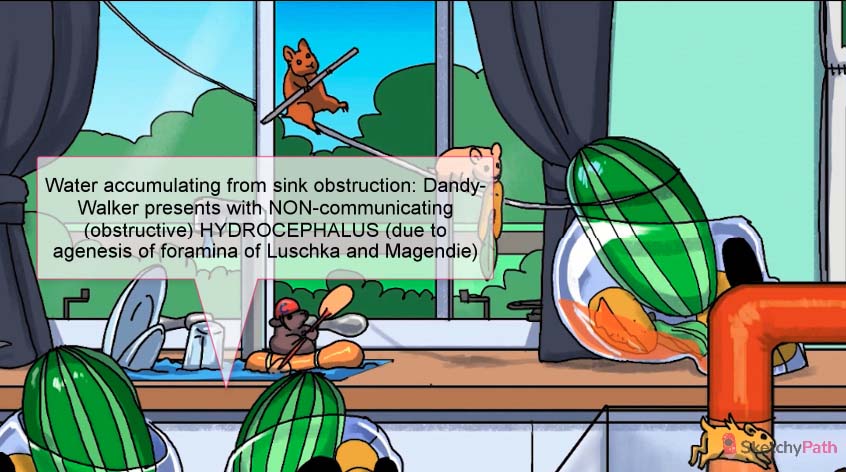 Water accumulating from sink obstruction: Dandy-
Walker presents with NON-communicating
(obstructive) HYDROCEPHALUS (due to
agenesis of foramina of Luschka and Magendie)
SketchyPath